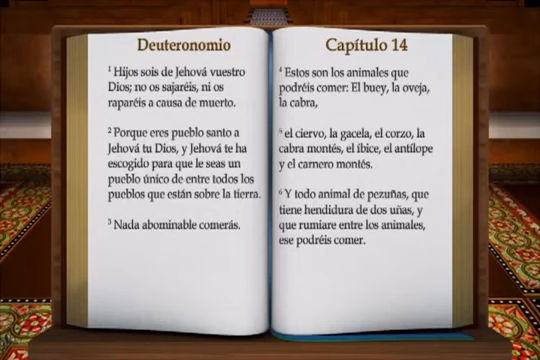 Deuteronomio
¹ Hijos sois de Jehová vuestro
Dios; no os sajaréis, ni os
raparéis a causa de muerto.
² Porque eres pueblo santo a
Jehová tu Dios, y Jehová te ha
escogido para que le seas un
pueblo único de entre todos los
pueblos que están sobre la tierra.
³ Nada abominable comerás.
Capítulo 14
⁴ Estos son los animales que
podréis comer: El buey, la oveja,
la cabra,
⁵ el ciervo, la gacela, el corzo, la
cabra montés, el íbice, el antílope
y el carnero montés.
⁶ Y todo animal de pezuñas, que
tiene hendidura de dos uñas, y
que rumiare entre los animales,
ese podréis comer.